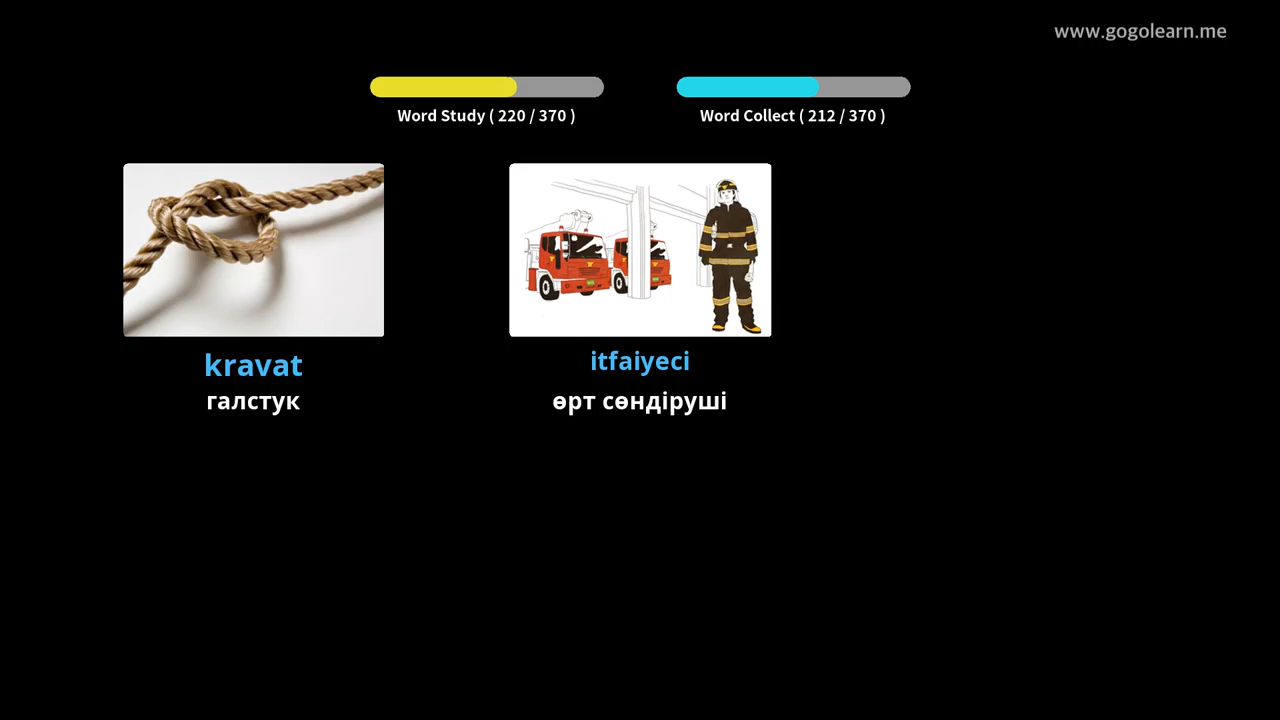 www.gogolearn.me
Word Study ( 220 / 370 )
Word Collect ( 212 / 370 )
kravat
галстук
itfaiyeci
өрт сөндіруші